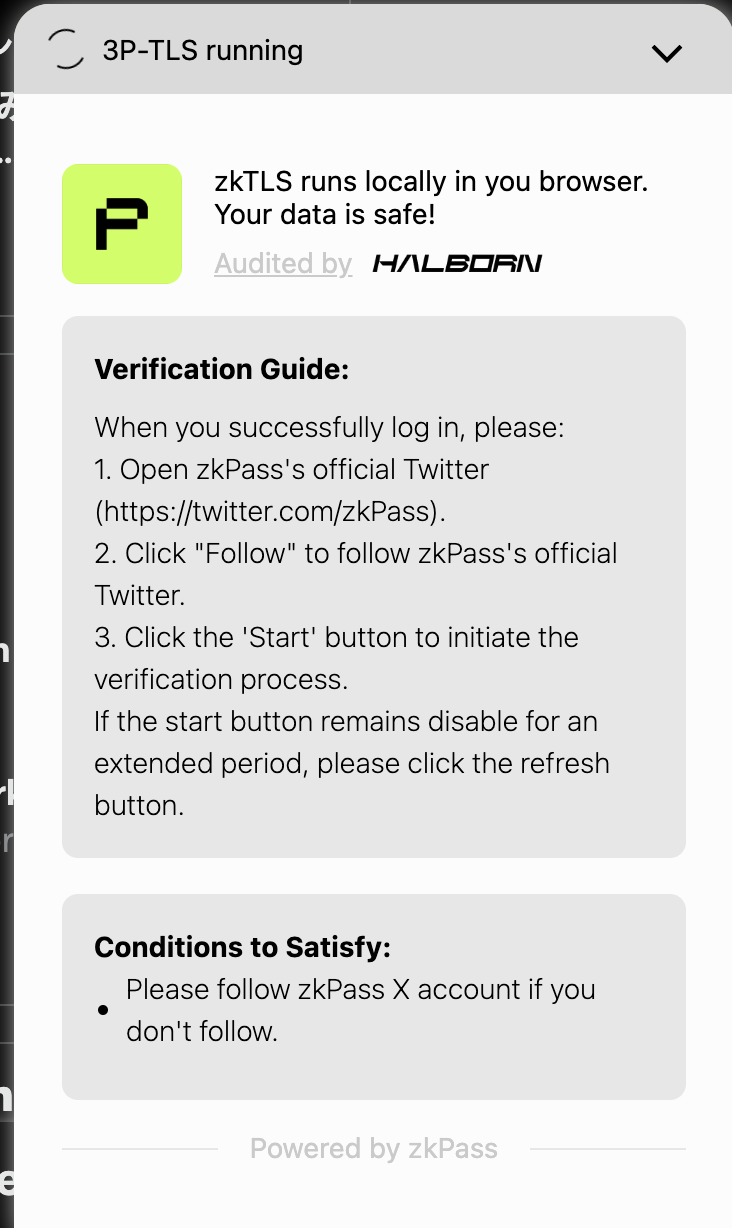 3P-TLS running
zkTLS runs locally in you browser.
Your data is safe!
Audited by HALBORN
Verification Guide:
When you successfully log in, please:
1. Open zkPass's official Twitter
(https://twitter.com/zkPass).
2. Click "Follow" to follow zkPass's official
Twitter.
3. Click the 'Start' button to initiate the
verification process.
If the start button remains disable for an
extended period, please click the refresh
button.
Conditions to Satisfy:
• Please follow zkPass X account if you
don't follow.
Powered by zkPass